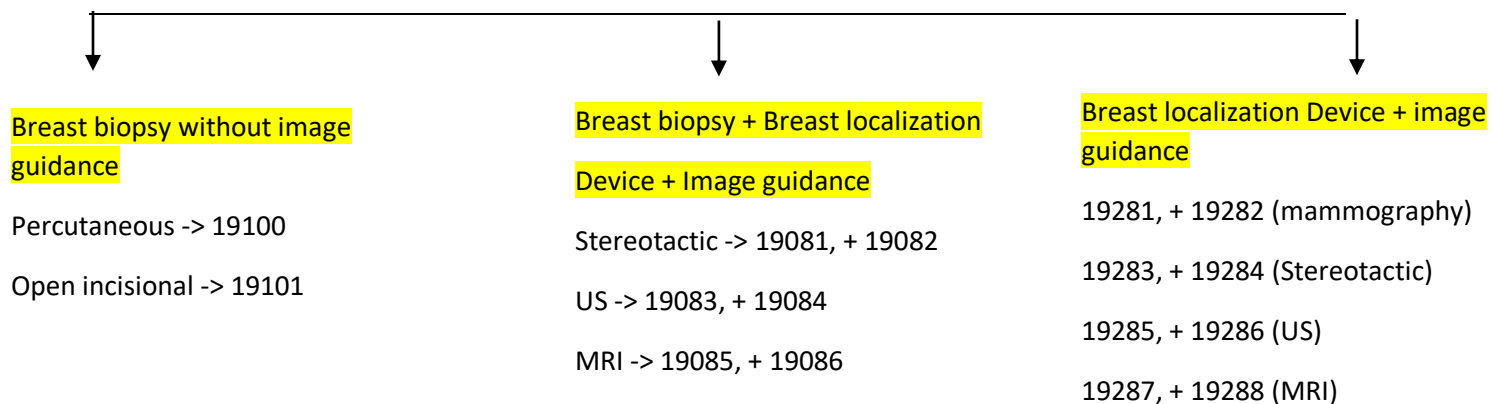 Breast biopsy without image
guidance
Percutaneous -> 19100
Open incisional -> 19101
Breast biopsy + Breast localization
Device + Image guidance
Stereotactic -> 19081, + 19082
US -> 19083, + 19084
MRI -> 19085, + 19086
Breast localization Device + image
guidance
19281, + 19282 (mammography)
19283, + 19284 (Stereotactic)
19285, + 19286 (US)
19287, + 19288 (MRI)